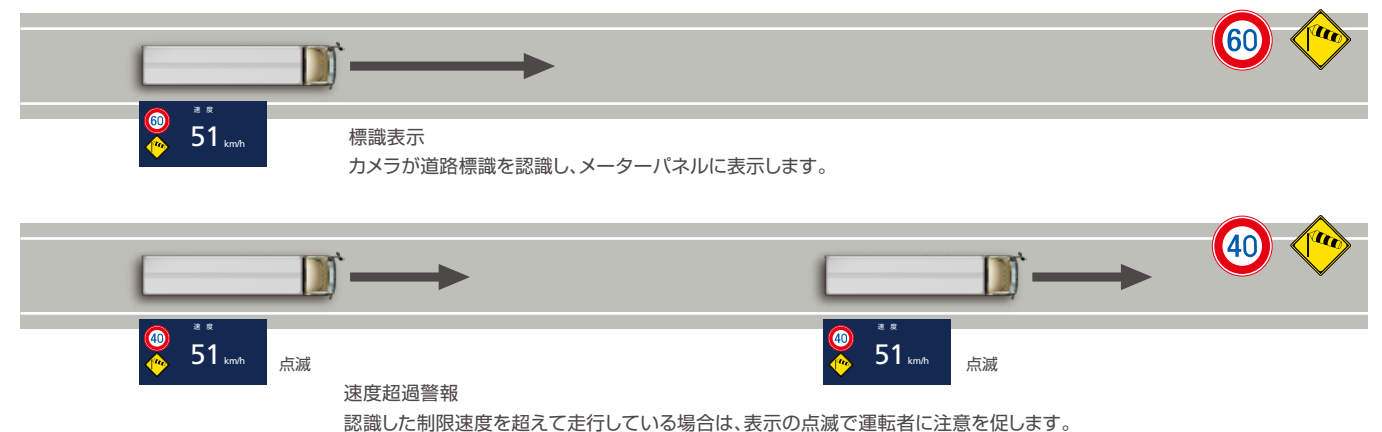 60
60
速度
51 km/h
標識表示
カメラが道路標識を認識し、メーターパネルに表示します。
40
40
速度
51 km/h
点滅
40
速度
51 km/h
点滅
速度超過警報
認識した制限速度を超えて走行している場合は、表示の点滅で運転者に注意を促します。